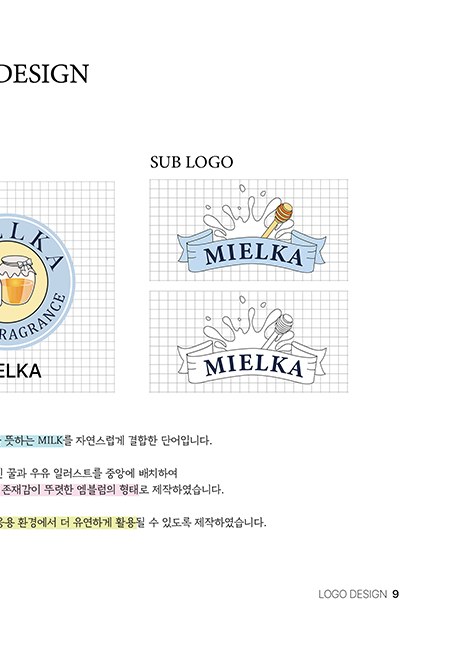 DESIGN
SUB LOGO
MIELKA
MIELKA
뜻하는 MILK를 자연스럽게 결합한 단어입니다.
꿀과 우유 일러스트를 중앙에 배치하여
존재감이 뚜렷한 엠블럼의 형태로 제작하였습니다.
응용 환경에서 더 유연하게 활용될 수 있도록 제작하였습니다.
LOGO DESIGN 9